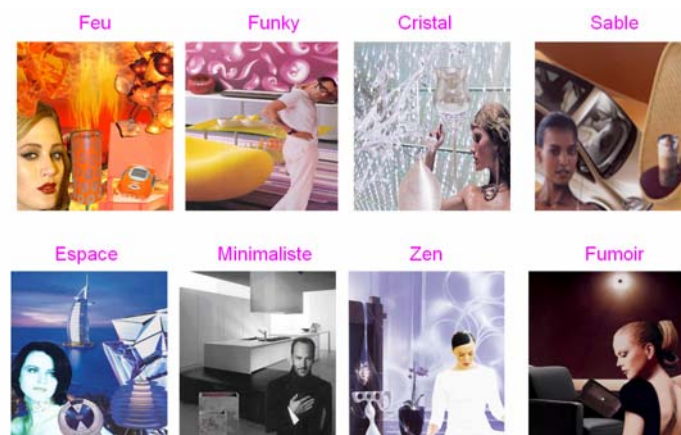 Feu
Funky
Cristal
Sable
Espace
Minimaliste
Zen
Fumoir